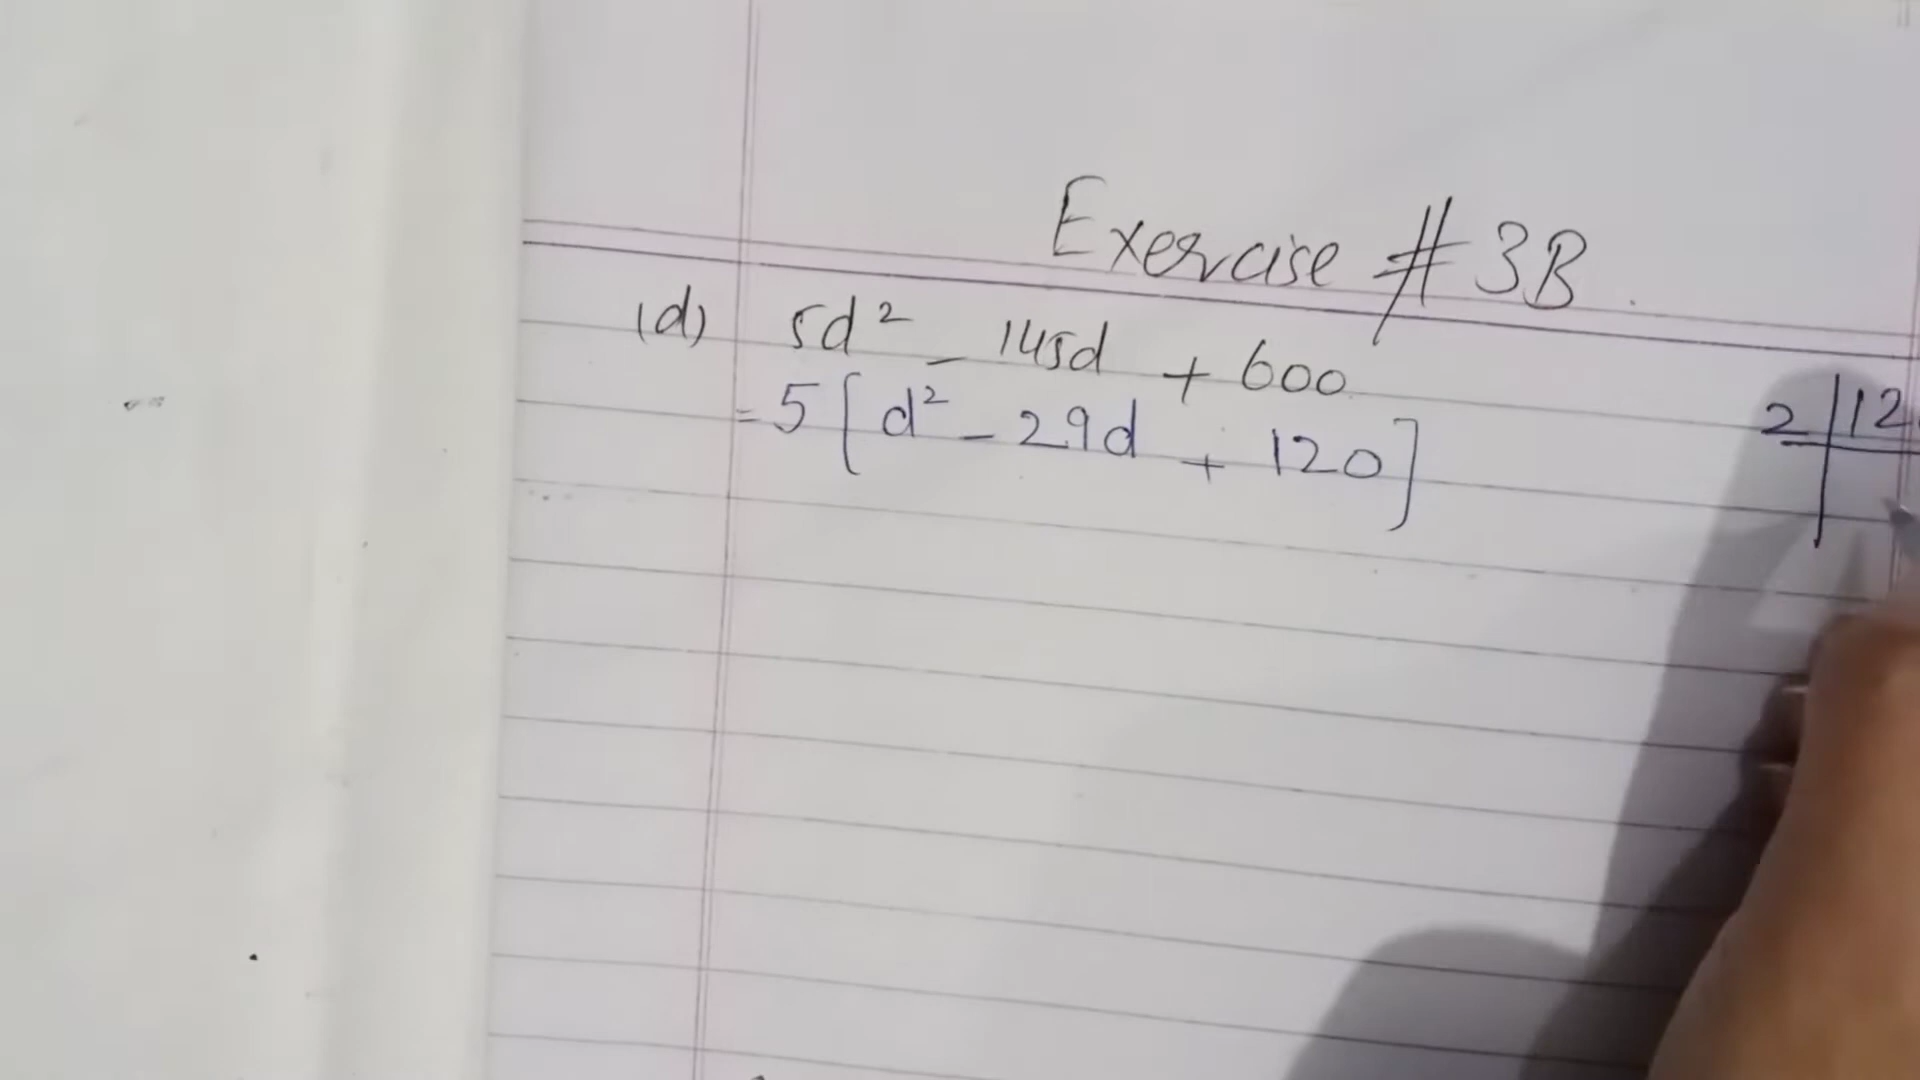 Exercise # 3B.
(d) 5d² - 145d + 600
= 5[d² - 29d + 120]
2|12